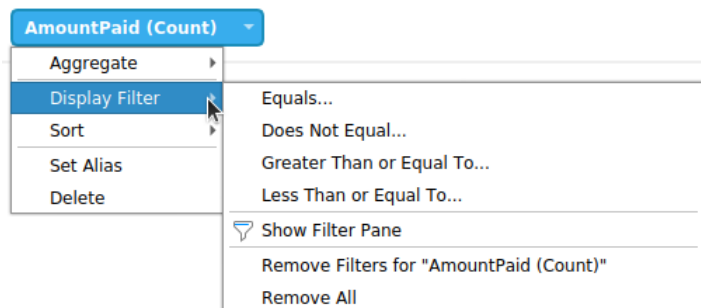 AmountPaid (Count)
Aggregate
Display Filter
Sort
Set Alias
Delete
Equals...
Does Not Equal...
Greater Than or Equal To...
Less Than or Equal To...
Show Filter Pane
Remove Filters for "AmountPaid (Count)"
Remove All